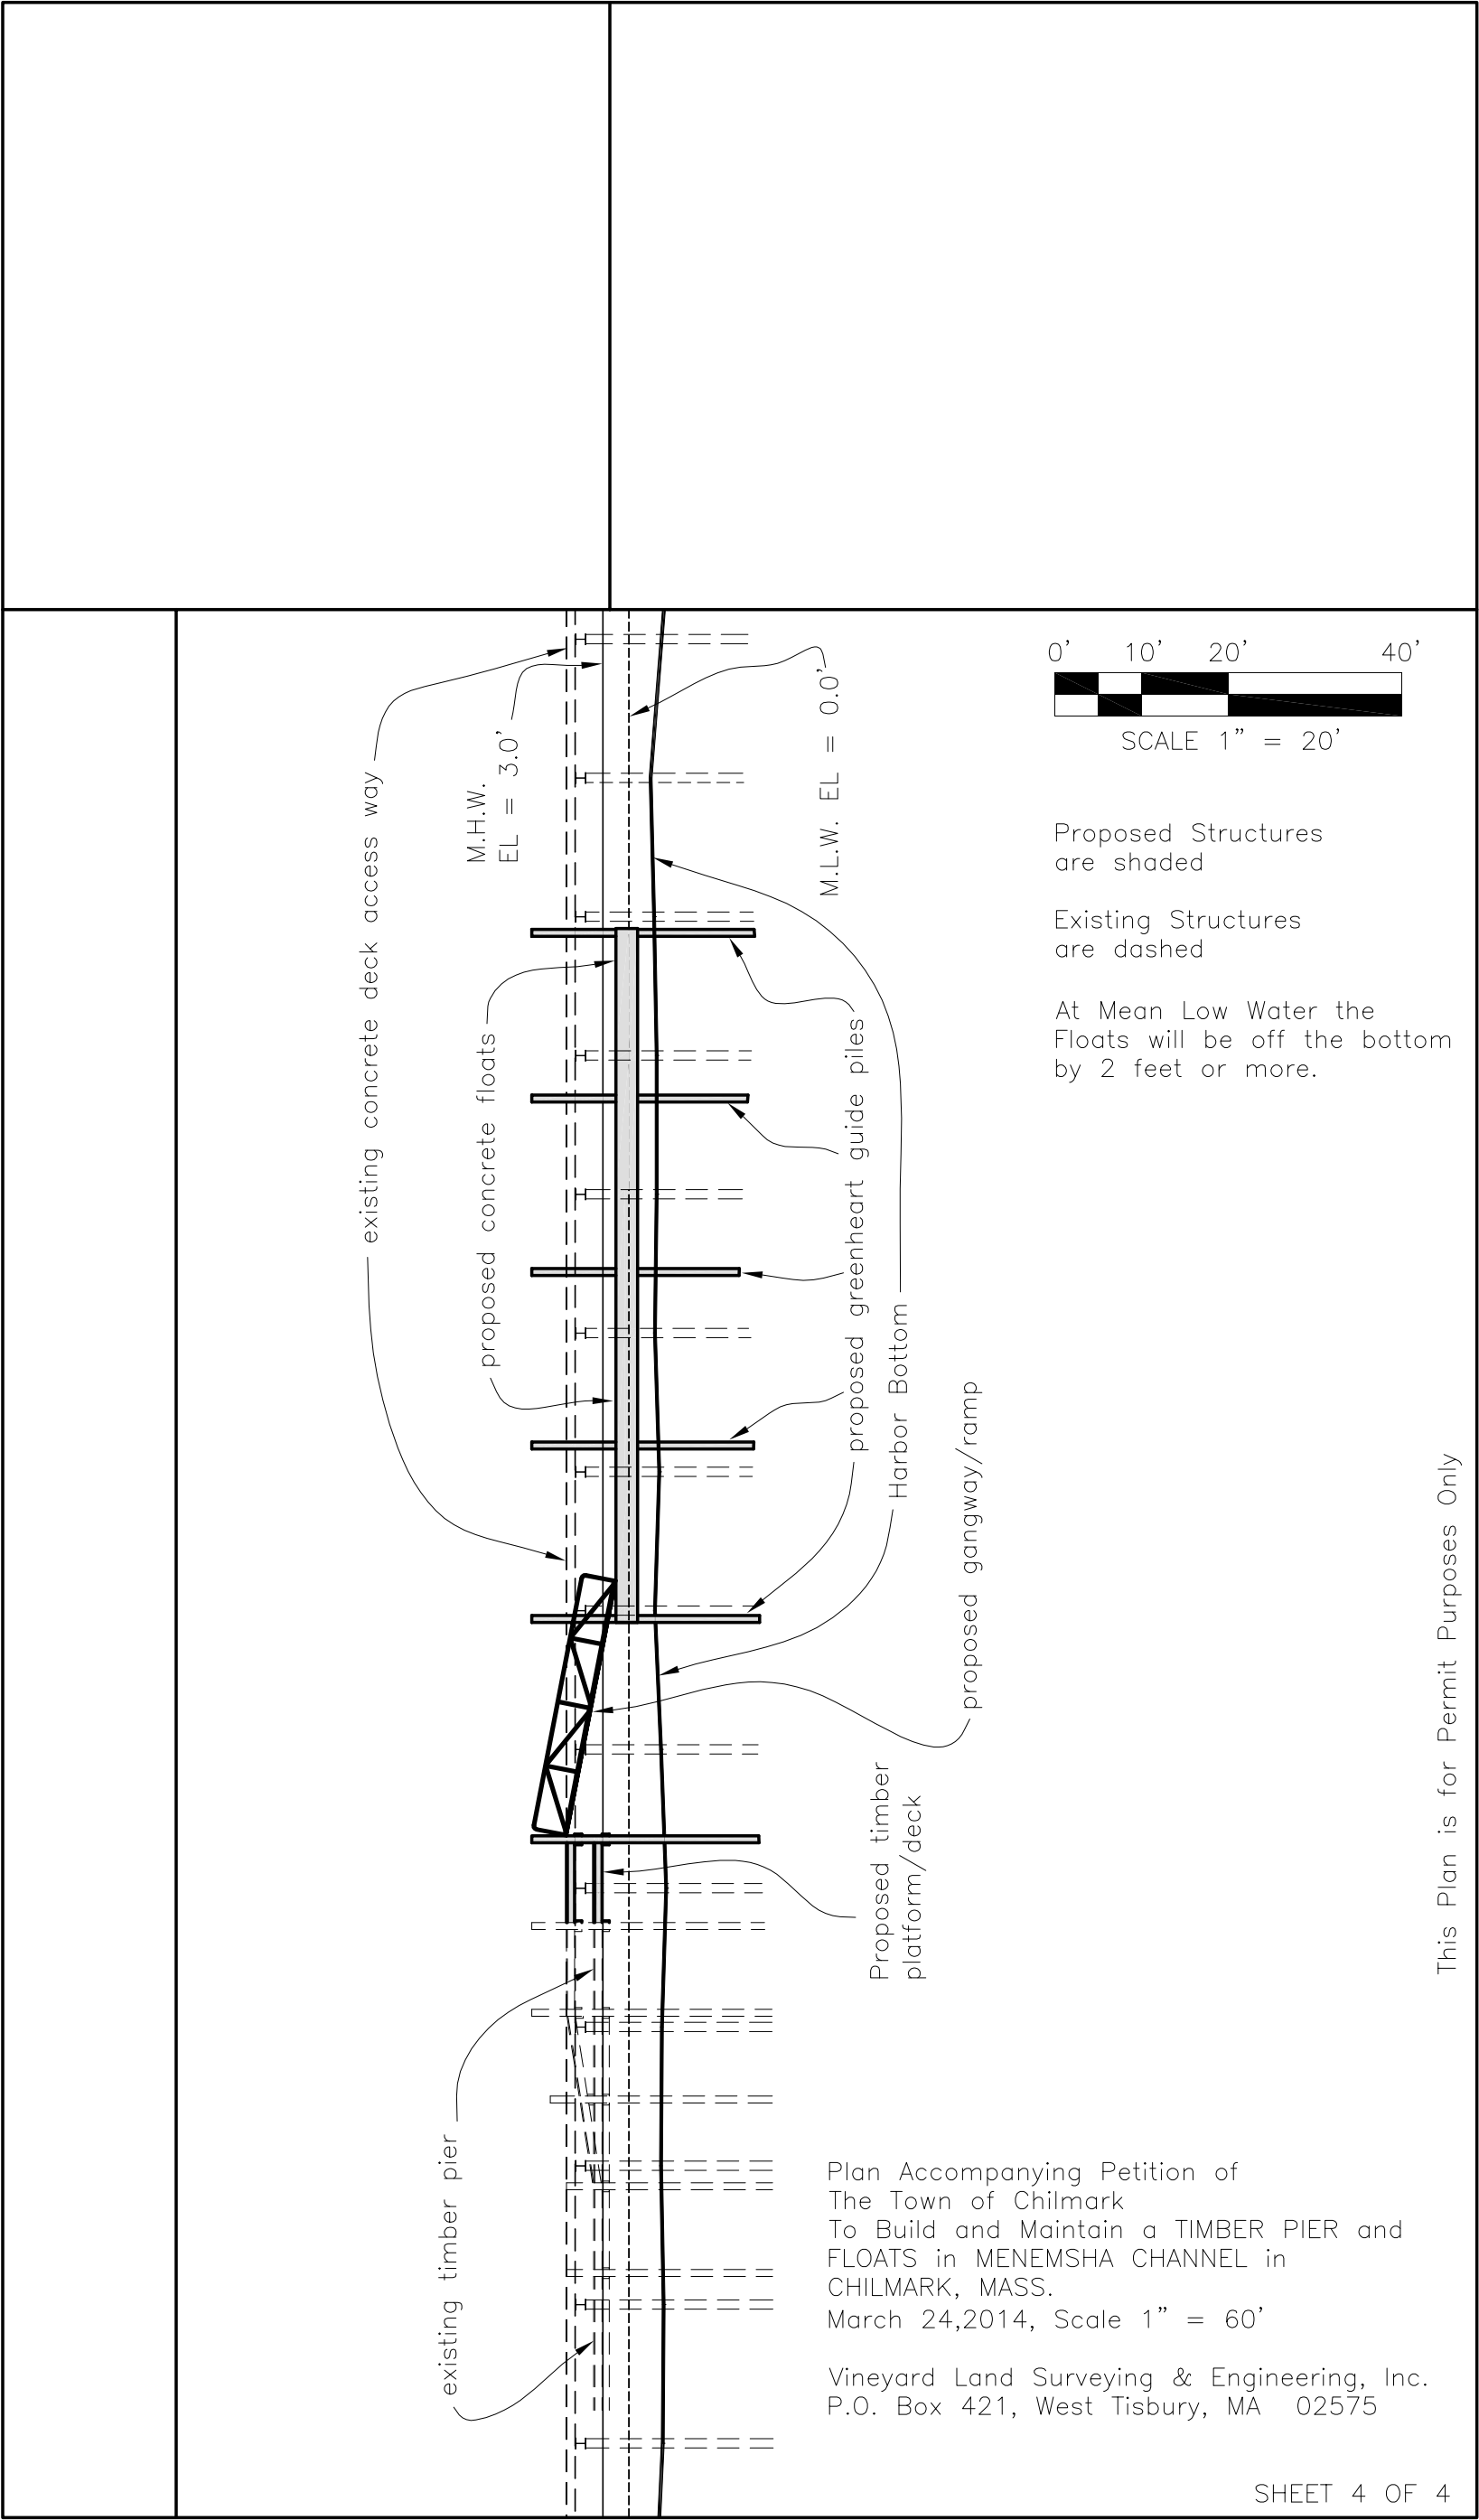 0' 10' 20' 40'
SCALE 1" = 20'
Proposed Structures
are shaded
Existing Structures
are dashed
At Mean Low Water the
Floats will be off the bottom
by 2 feet or more.
existing concrete deck access way
M.H.W.
EL = 3.0'
M.L.W. EL = 0.0'
proposed concrete floats
proposed greenheart guide piles
Harbor Bottom
proposed gangway/ramp
Proposed timber
platform/deck
existing timber pier
This Plan is for Permit Purposes Only
Plan Accompanying Petition of
The Town of Chilmark
To Build and Maintain a TIMBER PIER and
FLOATS in MENEMSHA CHANNEL in
CHILMARK, MASS.
March 24,2014, Scale 1" = 60'
Vineyard Land Surveying & Engineering, Inc.
P.O. Box 421, West Tisbury, MA 02575
SHEET 4 OF 4